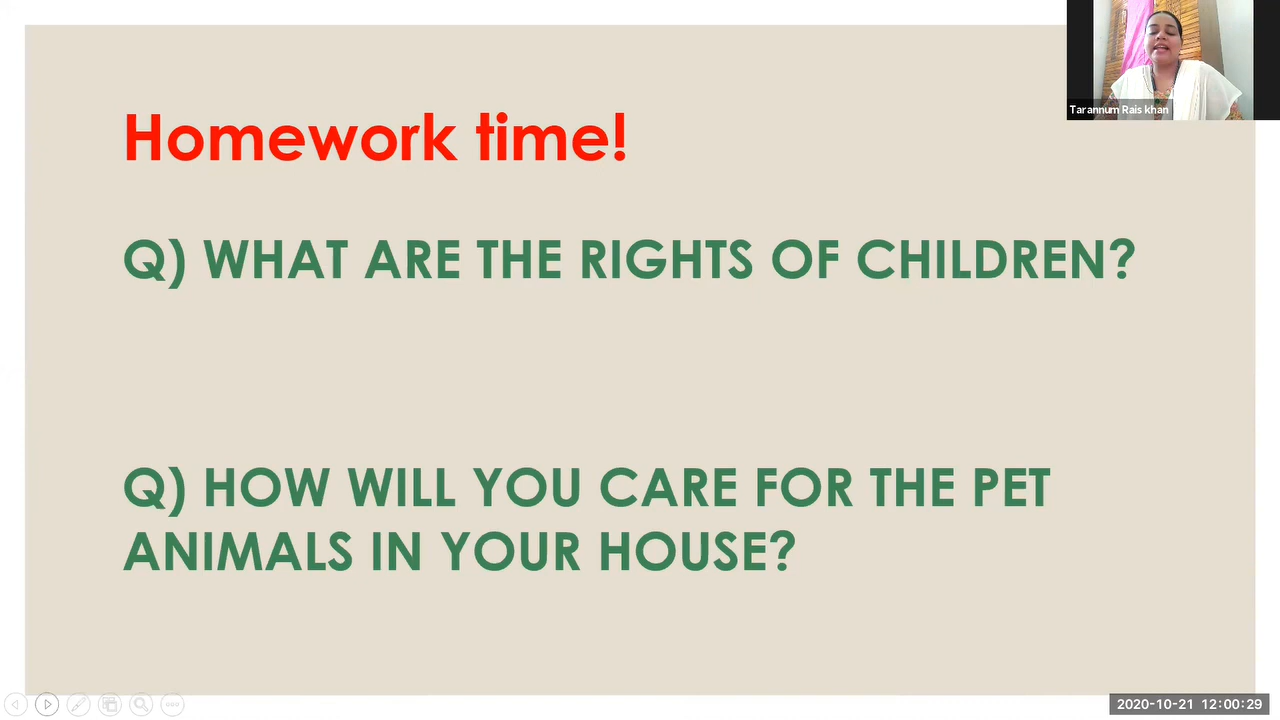 Tarannum Rais khan
Homework time!
Q) WHAT ARE THE RIGHTS OF CHILDREN?
Q) HOW WILL YOU CARE FOR THE PET
ANIMALS IN YOUR HOUSE?
2020-10-21 12:00:29